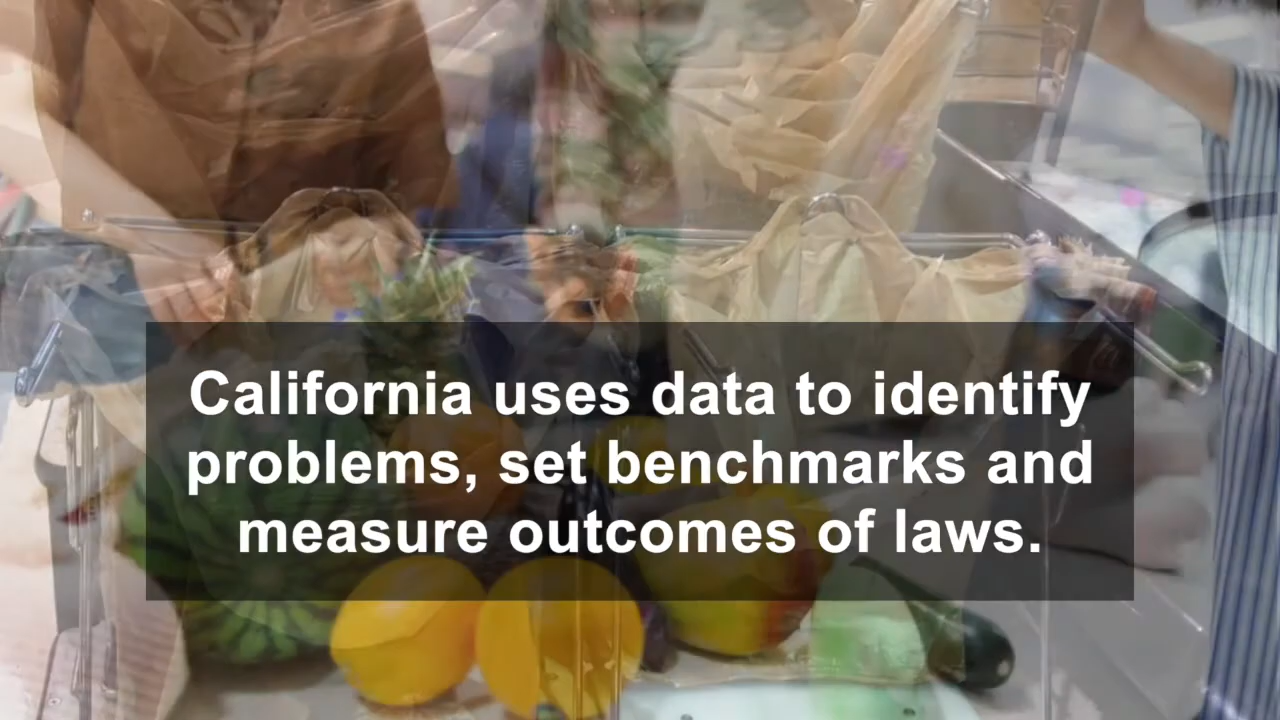 California uses data to identify
problems, set benchmarks and
measure outcomes of laws.